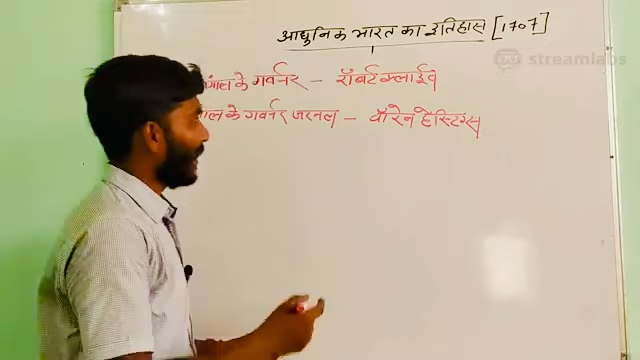 आधुनिक भारत का इतिहास [1707]
streamlabs
के गवर्नर – रॉबर्ट क्लाईव
के गवर्नर जरनल – वॉरेन हेस्टिंग्स